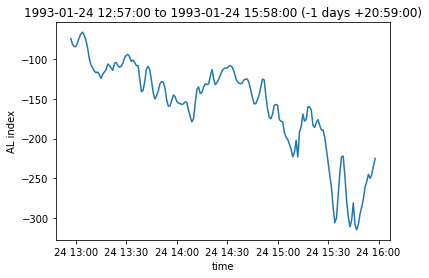 1993-01-24 12:57:00 to 1993-01-24 15:58:00 (-1 days +20:59:00)
−100
−150
−200
−250
−300
AL index
24 13:00 24 13:30 24 14:00 24 14:30 24 15:00 24 15:30 24 16:00
time